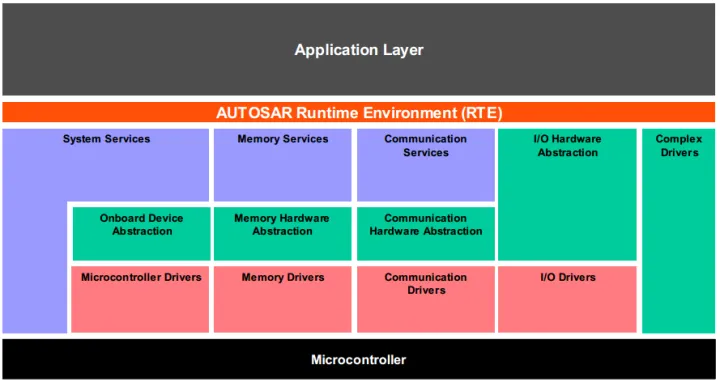 Application Layer
AUTOSAR Runtime Environment (RTE)
System Services
Memory Services
Communication
Services
I/O Hardware
Abstraction
Complex
Drivers
Onboard Device
Abstraction
Memory Hardware
Abstraction
Communication
Hardware Abstraction
Microcontroller Drivers
Memory Drivers
Communication
Drivers
I/O Drivers
Microcontroller